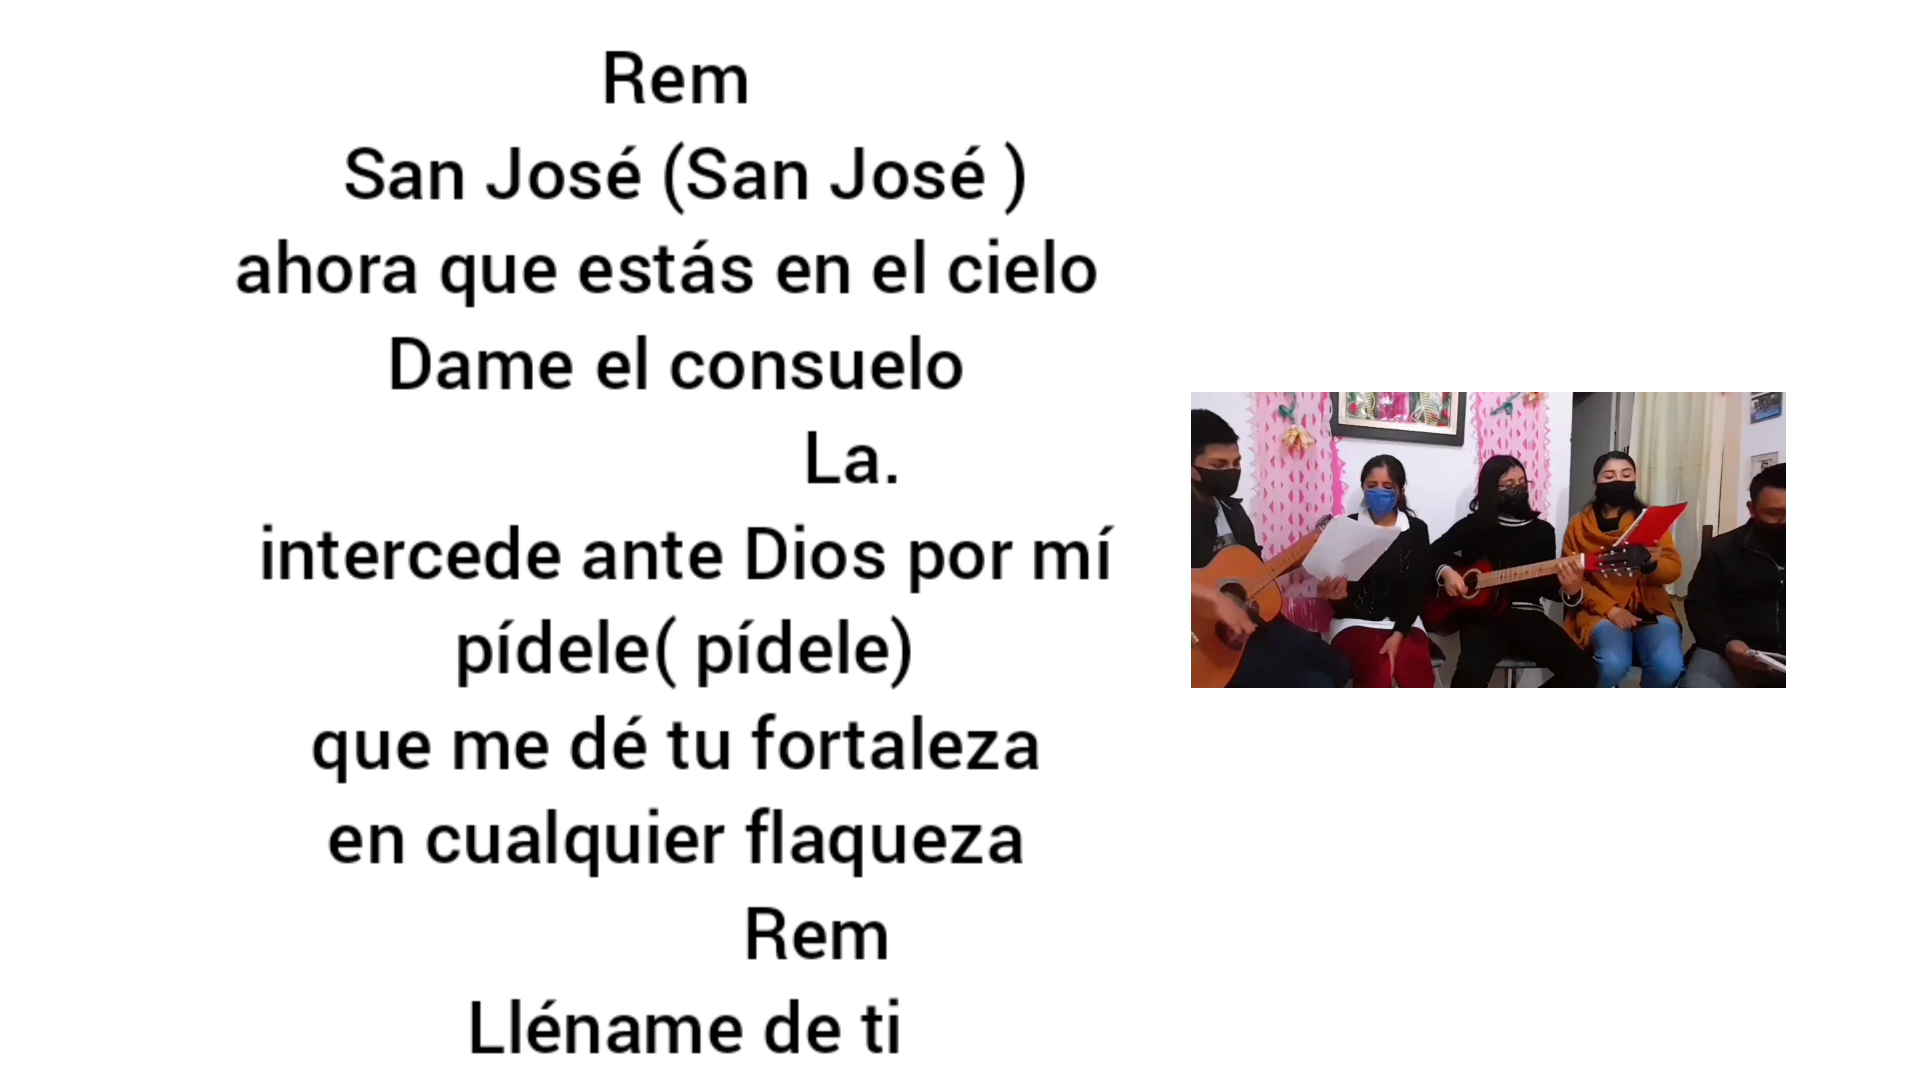 Rem
San José (San José )
ahora que estás en el cielo
Dame el consuelo
La.
intercede ante Dios por mí
pídele( pídele)
que me dé tu fortaleza
en cualquier flaqueza
Rem
Lléname de ti